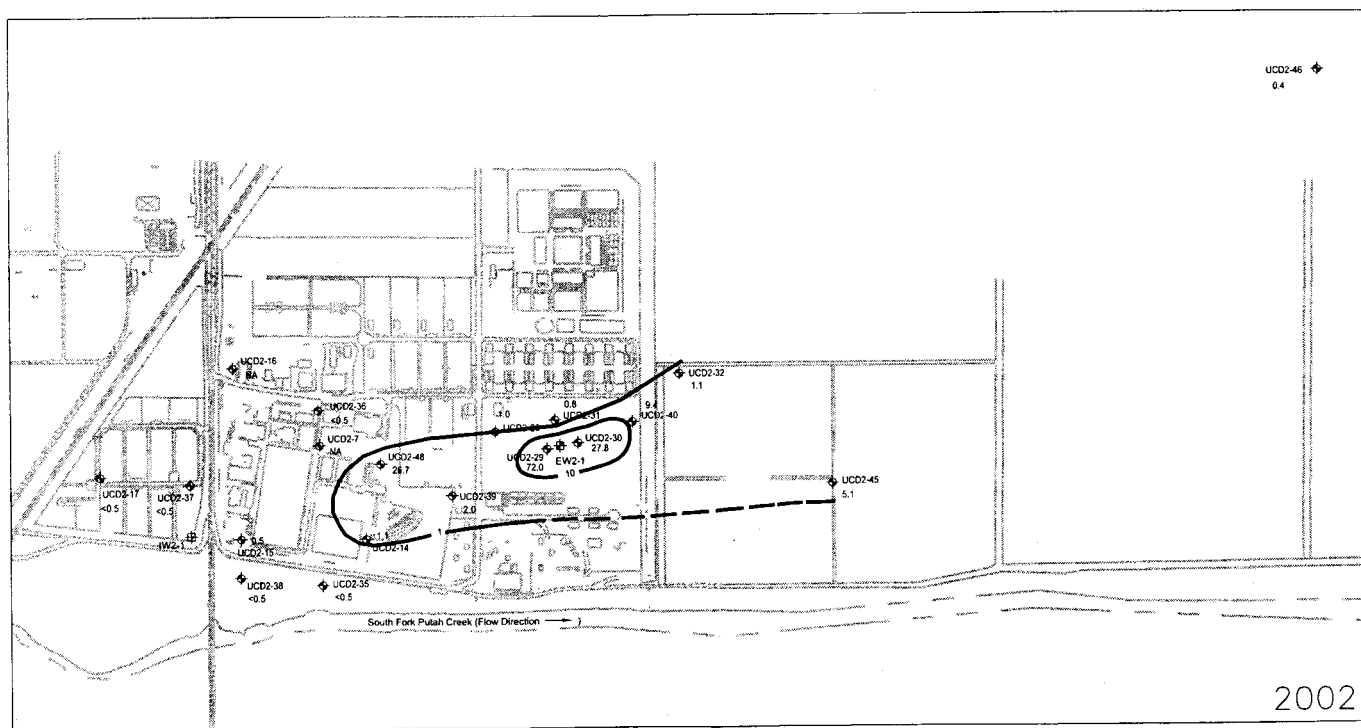 UCD2-46
0.4
UCD2-16
NA
UCD2-32
1.1
UCD2-36
<0.5
1.0
0.8
UCD2-31
9.4
UCD2-40
UCD2-7
NA
UCD2-48
26.7
UCD2-29
72.0
EW2-1
10
UCD2-30
27.8
UCD2-17
<0.5
UCD2-37
<0.5
UCD2-39
2.0
UCD2-45
5.1
IW2-1
0.5
UCD2-15
UCD2-14
1
UCD2-38
<0.5
UCD2-35
<0.5
South Fork Putah Creek (Flow Direction → )
2002